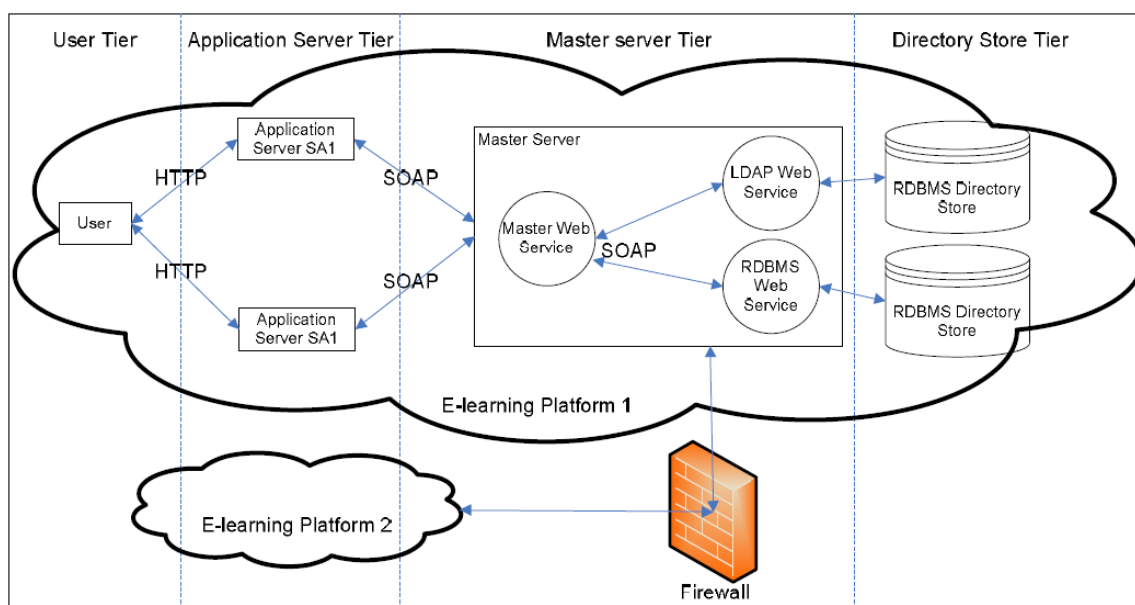 User Tier
Application Server Tier
Master server Tier
Directory Store Tier
Application
Server SA1
Master Server
LDAP Web
Service
RDBMS Directory
Store
HTTP
SOAP
User
Master Web
Service
SOAP
HTTP
SOAP
RDBMS
Web
Service
RDBMS Directory
Store
Application
Server SA1
E-learning Platform 1
E-learning Platform 2
Firewall